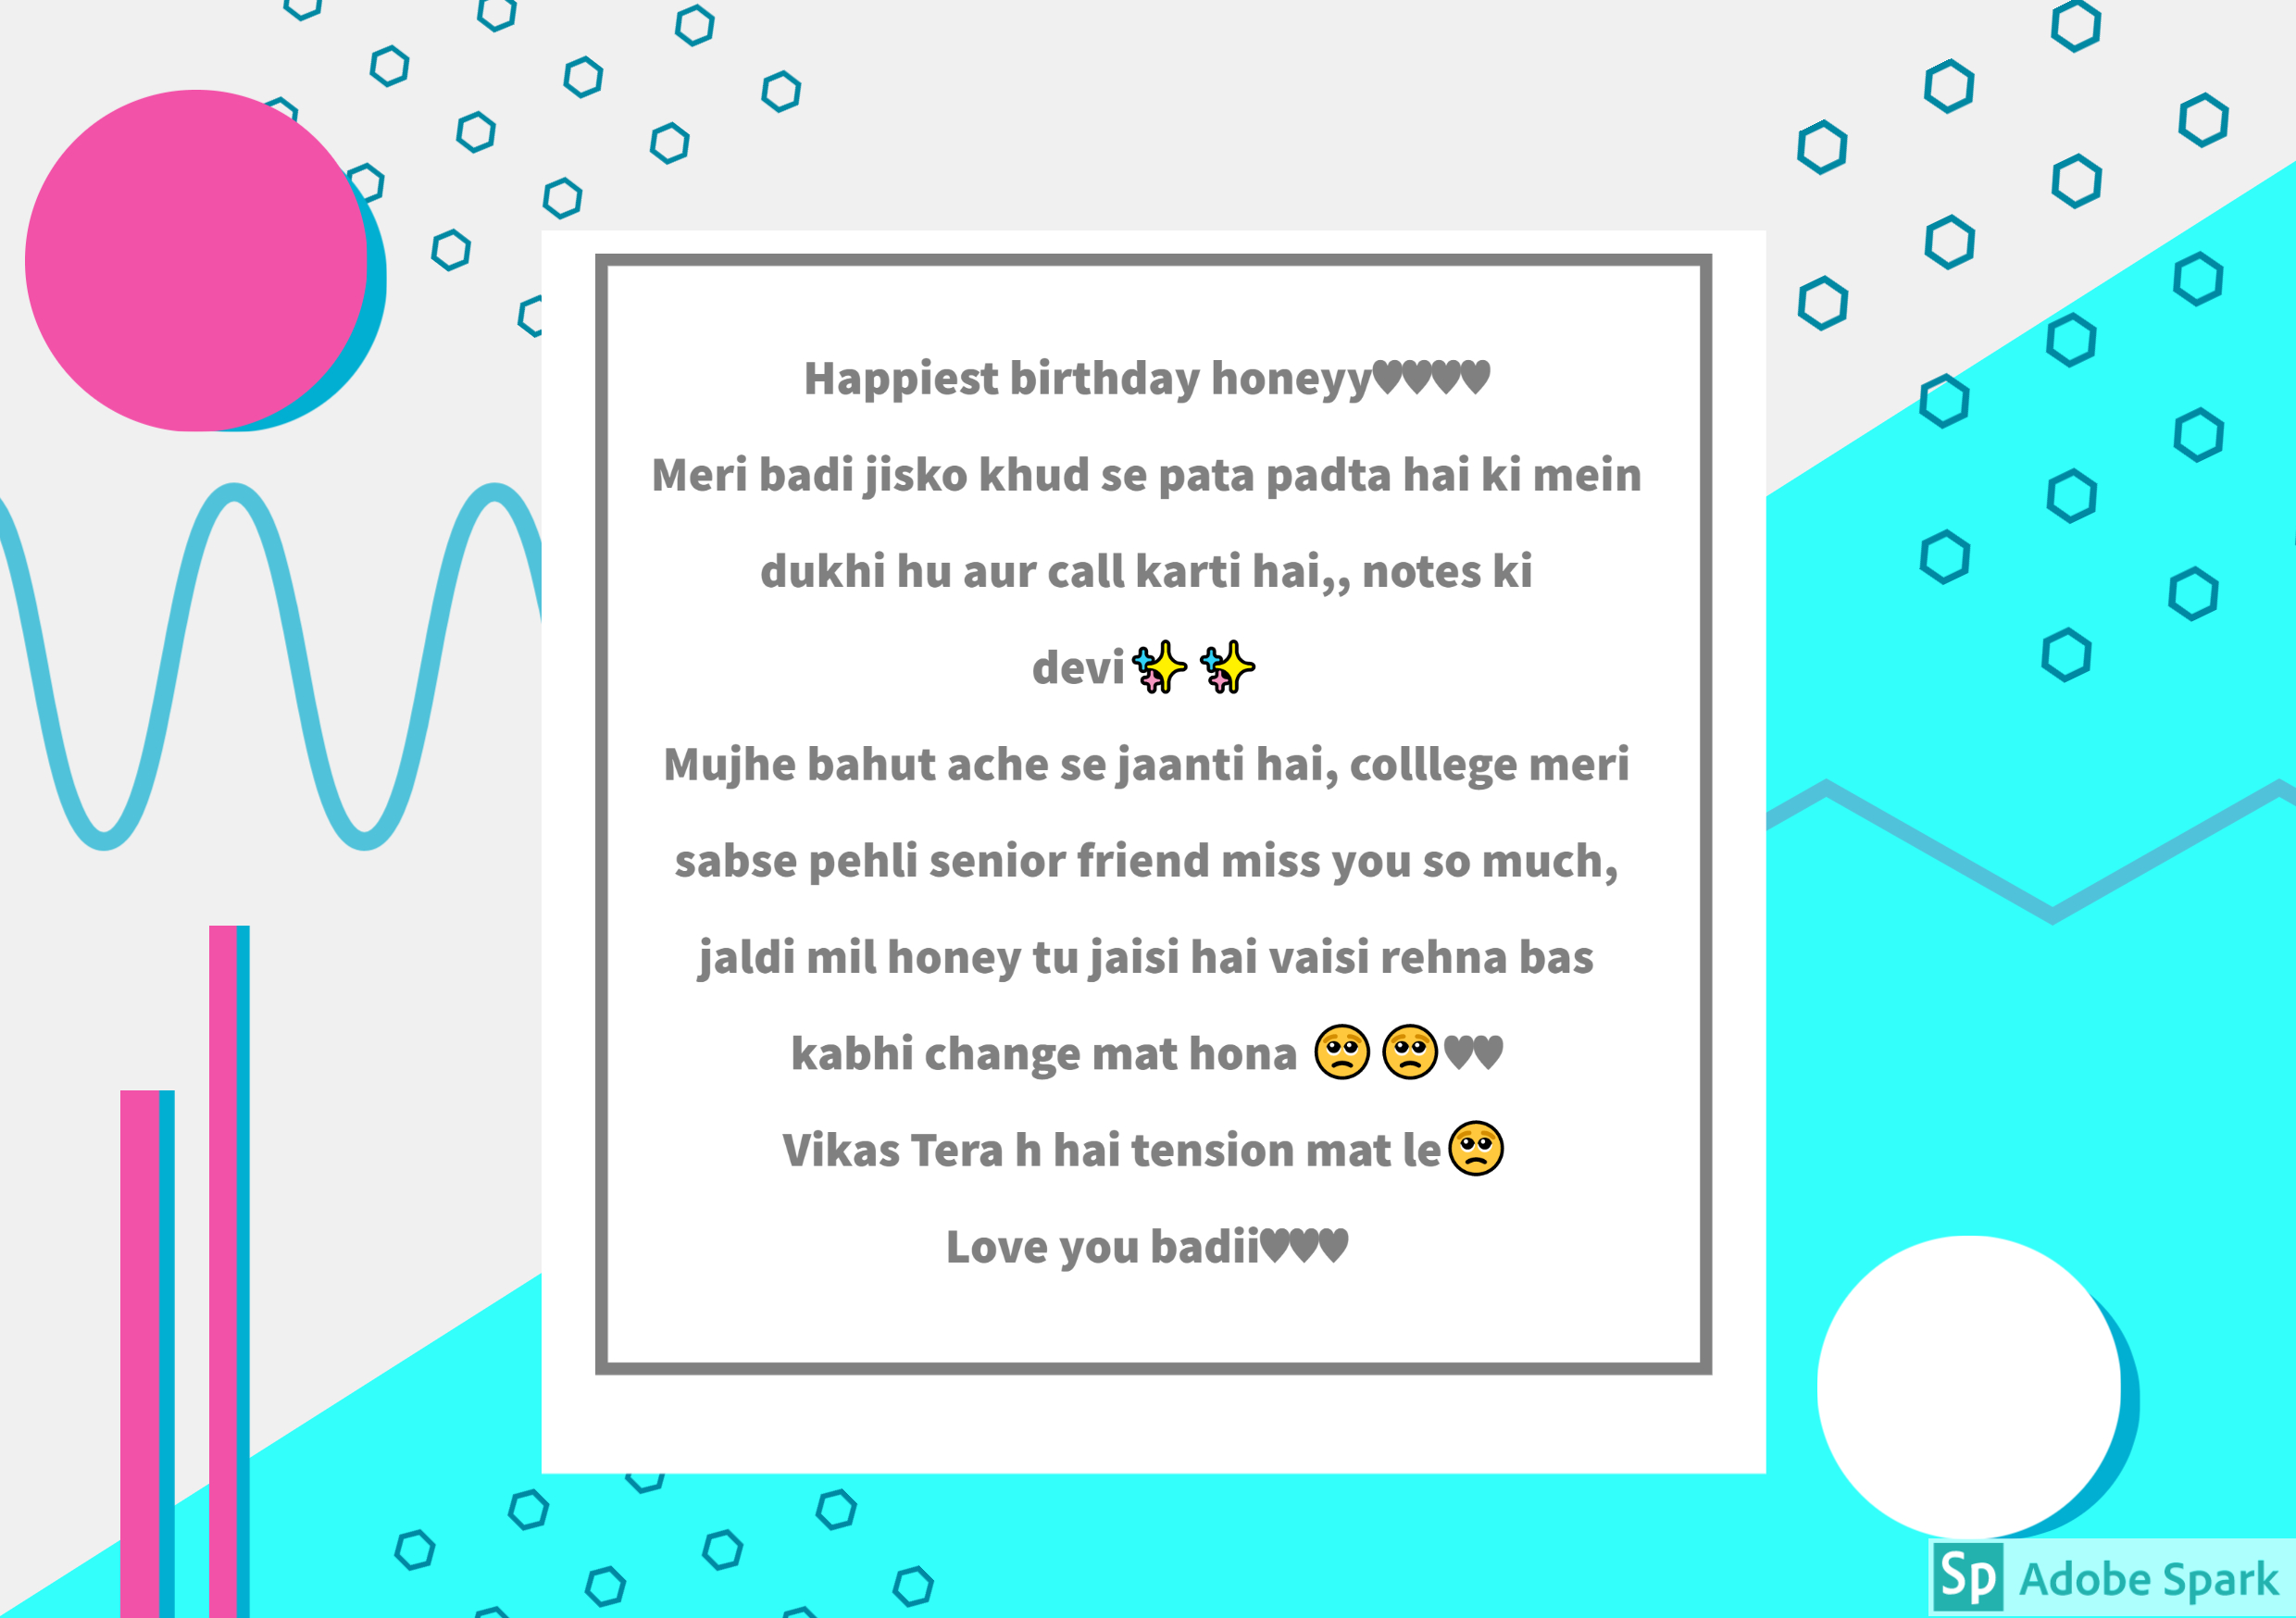 Happiest birthday honeyy♥♥♥♥
Meri badi jisko khud se pata padta hai ki mein
dukhi hu aur call karti hai,, notes ki
devi✨✨
Mujhe bahut ache se jaanti hai, colllege meri
sabse pehli senior friend miss you so much,
jaldi mil honey tu jaisi hai vaisi rehna bas
kabhi change mat hona 🥺🥺♥♥
Vikas Tera h hai tension mat le🥺
Love you badii♥♥♥
Sp Adobe Spark